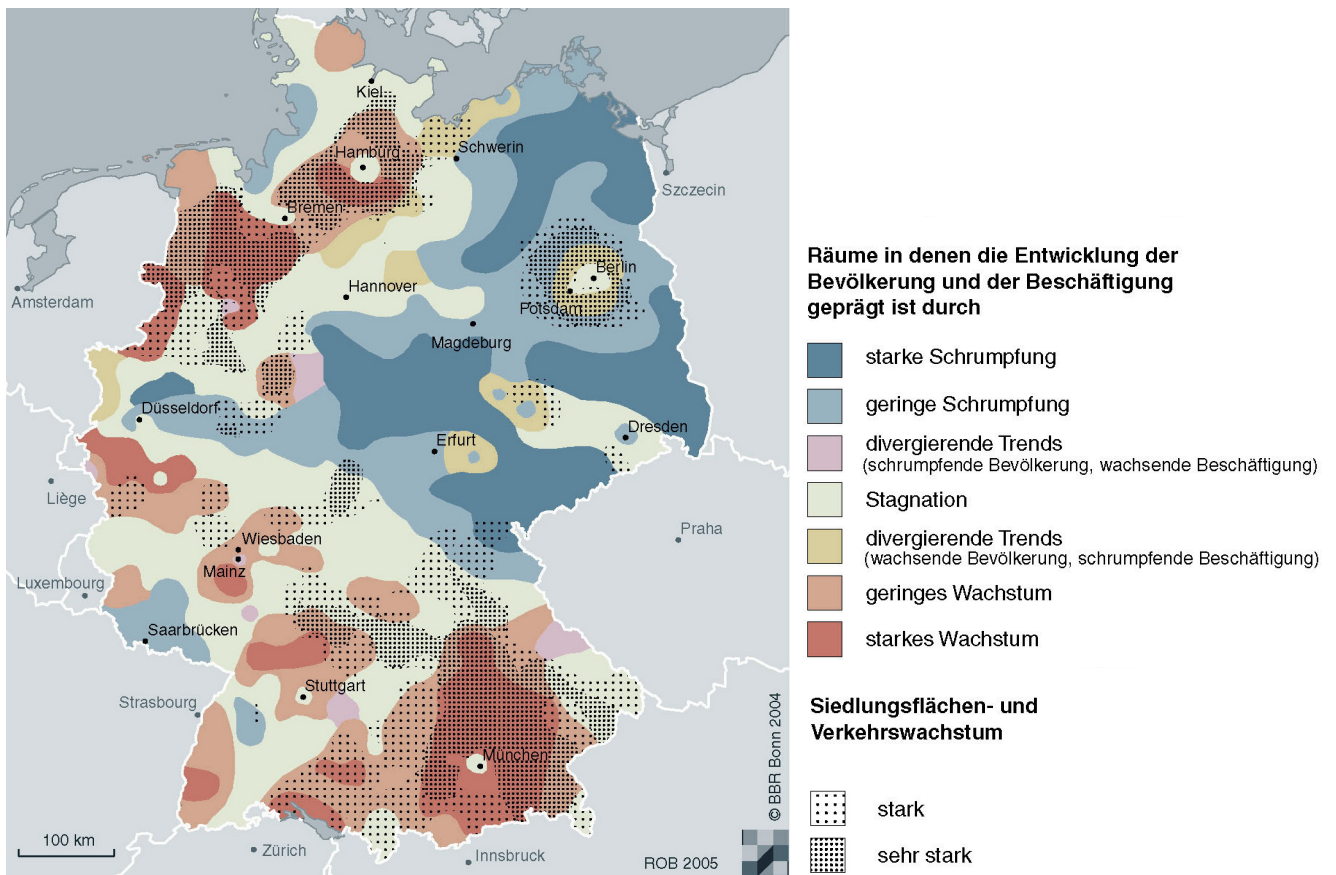 Kiel
Hamburg
Schwerin
Szczecin
Bremen
Berlin
Amsterdam
Hannover
Potsdam
Magdeburg
Düsseldorf
Erfurt
Dresden
Liège
Praha
Wiesbaden
Mainz
Luxembourg
Saarbrücken
Stuttgart
Strasbourg
München
100 km
Zürich
Innsbruck
ROB 2005
© BBR Bonn 2004
Räume in denen die Entwicklung der
Bevölkerung und der Beschäftigung
geprägt ist durch
starke Schrumpfung
geringe Schrumpfung
divergierende Trends
(schrumpfende Bevölkerung, wachsende Beschäftigung)
Stagnation
divergierende Trends
(wachsende Bevölkerung, schrumpfende Beschäftigung)
geringes Wachstum
starkes Wachstum
Siedlungsflächen- und
Verkehrswachstum
stark
sehr stark